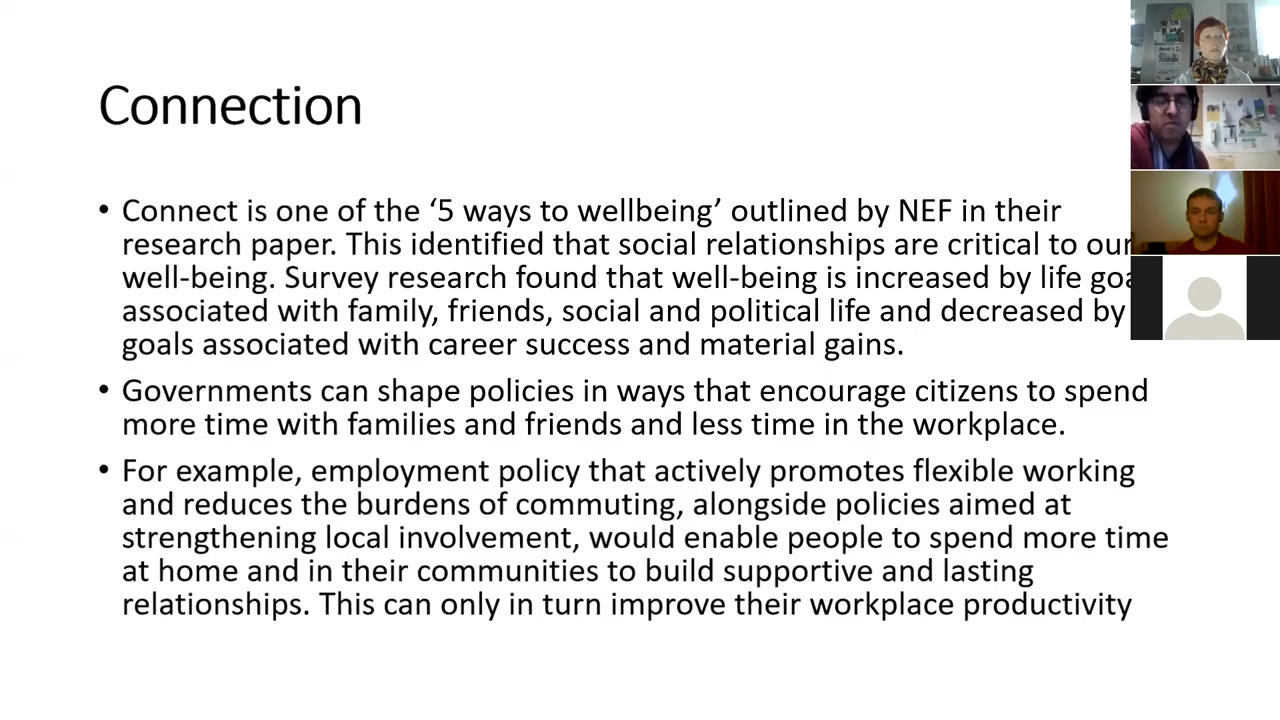 Connection
• Connect is one of the ‘5 ways to wellbeing’ outlined by NEF in their
research paper. This identified that social relationships are critical to our
well-being. Survey research found that well-being is increased by life goa
associated with family, friends, social and political life and decreased by
goals associated with career success and material gains.
• Governments can shape policies in ways that encourage citizens to spend
more time with families and friends and less time in the workplace.
• For example, employment policy that actively promotes flexible working
and reduces the burdens of commuting, alongside policies aimed at
strengthening local involvement, would enable people to spend more time
at home and in their communities to build supportive and lasting
relationships. This can only in turn improve their workplace productivity